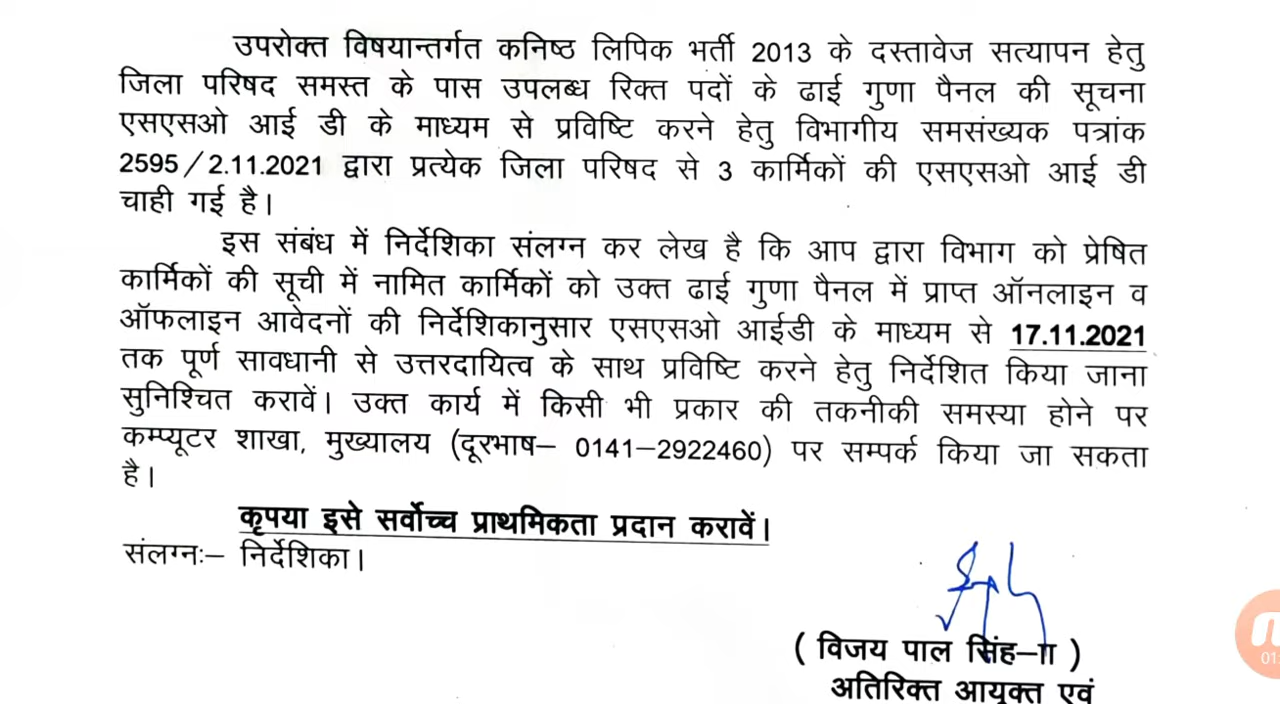 उपरोक्त विषयान्तर्गत कनिष्ठ लिपिक भर्ती 2013 के दस्तावेज सत्यापन हेतु
जिला परिषद समस्त के पास उपलब्ध रिक्त पदों के ढाई गुणा पैनल की सूचना
एसएसओ आई डी के माध्यम से प्रविष्टि करने हेतु विभागीय समसंख्यक पत्रांक
2595/2.11.2021 द्वारा प्रत्येक जिला परिषद से 3 कार्मिकों की एसएसओ आई डी
चाही गई है।
इस संबंध में निर्देशिका संलग्न कर लेख है कि आप द्वारा विभाग को प्रेषित
कार्मिकों की सूची में नामित कार्मिकों को उक्त ढाई गुणा पैनल में प्राप्त ऑनलाइन व
ऑफलाइन आवेदनों की निर्देशिकानुसार एसएसओ आईडी के माध्यम से 17.11.2021
तक पूर्ण सावधानी से उत्तरदायित्व के साथ प्रविष्टि करने हेतु निर्देशित किया जाना
सुनिश्चित करावें। उक्त कार्य में किसी भी प्रकार की तकनीकी समस्या होने पर
कम्प्यूटर शाखा, मुख्यालय (दूरभाष– 0141–2922460) पर सम्पर्क किया जा सकता
है।
कृपया इसे सर्वोच्च प्राथमिकता प्रदान करावें।
संलग्नः– निर्देशिका।
( विजय पाल सिंह–II )
अतिरिक्त आयुक्त एवं
01: